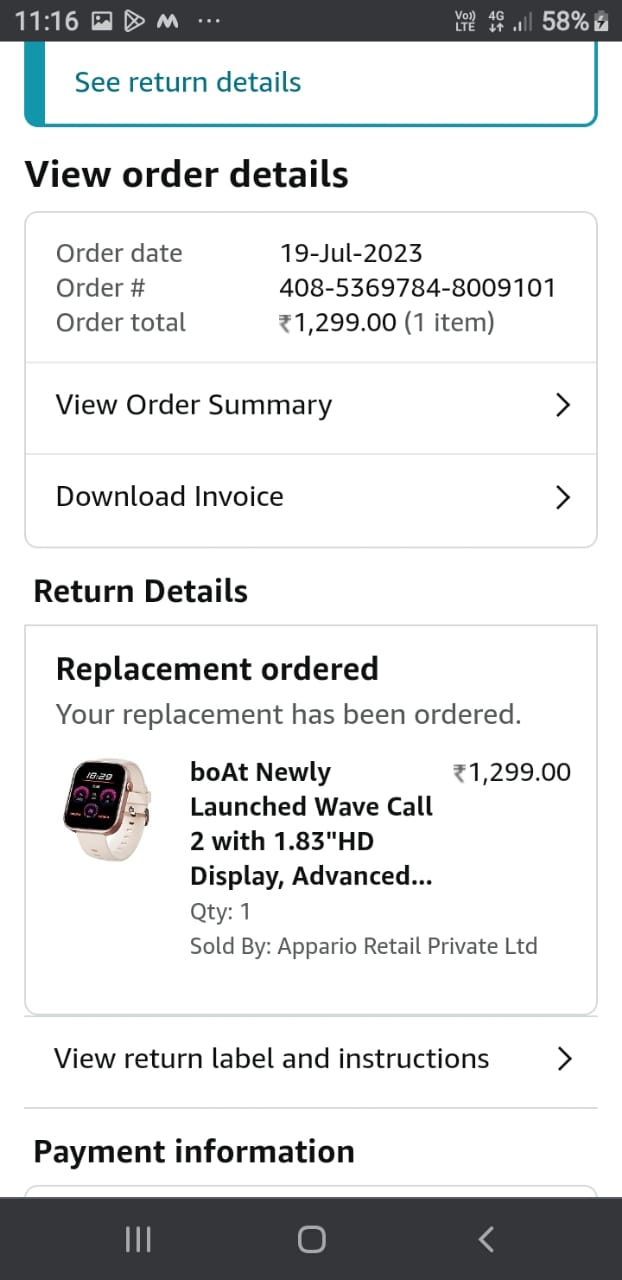 11:16
Vo)) LTE 4G 58%
See return details
View order details
Order date 19-Jul-2023
Order # 408-5369784-8009101
Order total ₹1,299.00 (1 item)
View Order Summary
Download Invoice
Return Details
Replacement ordered
Your replacement has been ordered.
18:29
boAt Newly ₹1,299.00
Launched Wave Call
2 with 1.83"HD
Display, Advanced...
Qty: 1
Sold By: Appario Retail Private Ltd
View return label and instructions
Payment information